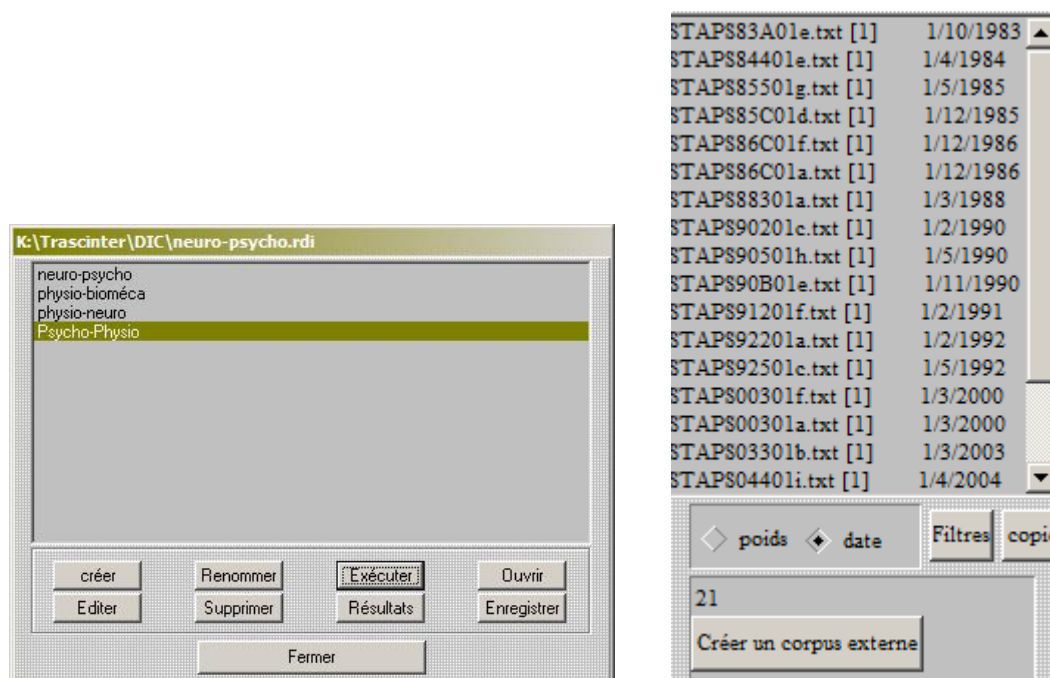 K:\Trascinter\DIC\neuro-psycho.rdi
neuro-psycho
physio-bioméca
physio-neuro
Psycho-Physio
créer Renommer Exécuter Ouvrir
Editer Supprimer Résultats Enregistrer
Fermer
STAPS83A01e.txt [1] 1/10/1983
STAPS84401e.txt [1] 1/4/1984
STAPS85501g.txt [1] 1/5/1985
STAPS85C01d.txt [1] 1/12/1985
STAPS86C01f.txt [1] 1/12/1986
STAPS86C01a.txt [1] 1/12/1986
STAPS88301a.txt [1] 1/3/1988
STAPS90201c.txt [1] 1/2/1990
STAPS90501h.txt [1] 1/5/1990
STAPS90B01e.txt [1] 1/11/1990
STAPS91201f.txt [1] 1/2/1991
STAPS92201a.txt [1] 1/2/1992
STAPS92501c.txt [1] 1/5/1992
STAPS00301f.txt [1] 1/3/2000
STAPS00301a.txt [1] 1/3/2000
STAPS03301b.txt [1] 1/3/2003
STAPS04401i.txt [1] 1/4/2004
poids date Filtres copie
21
Créer un corpus externe